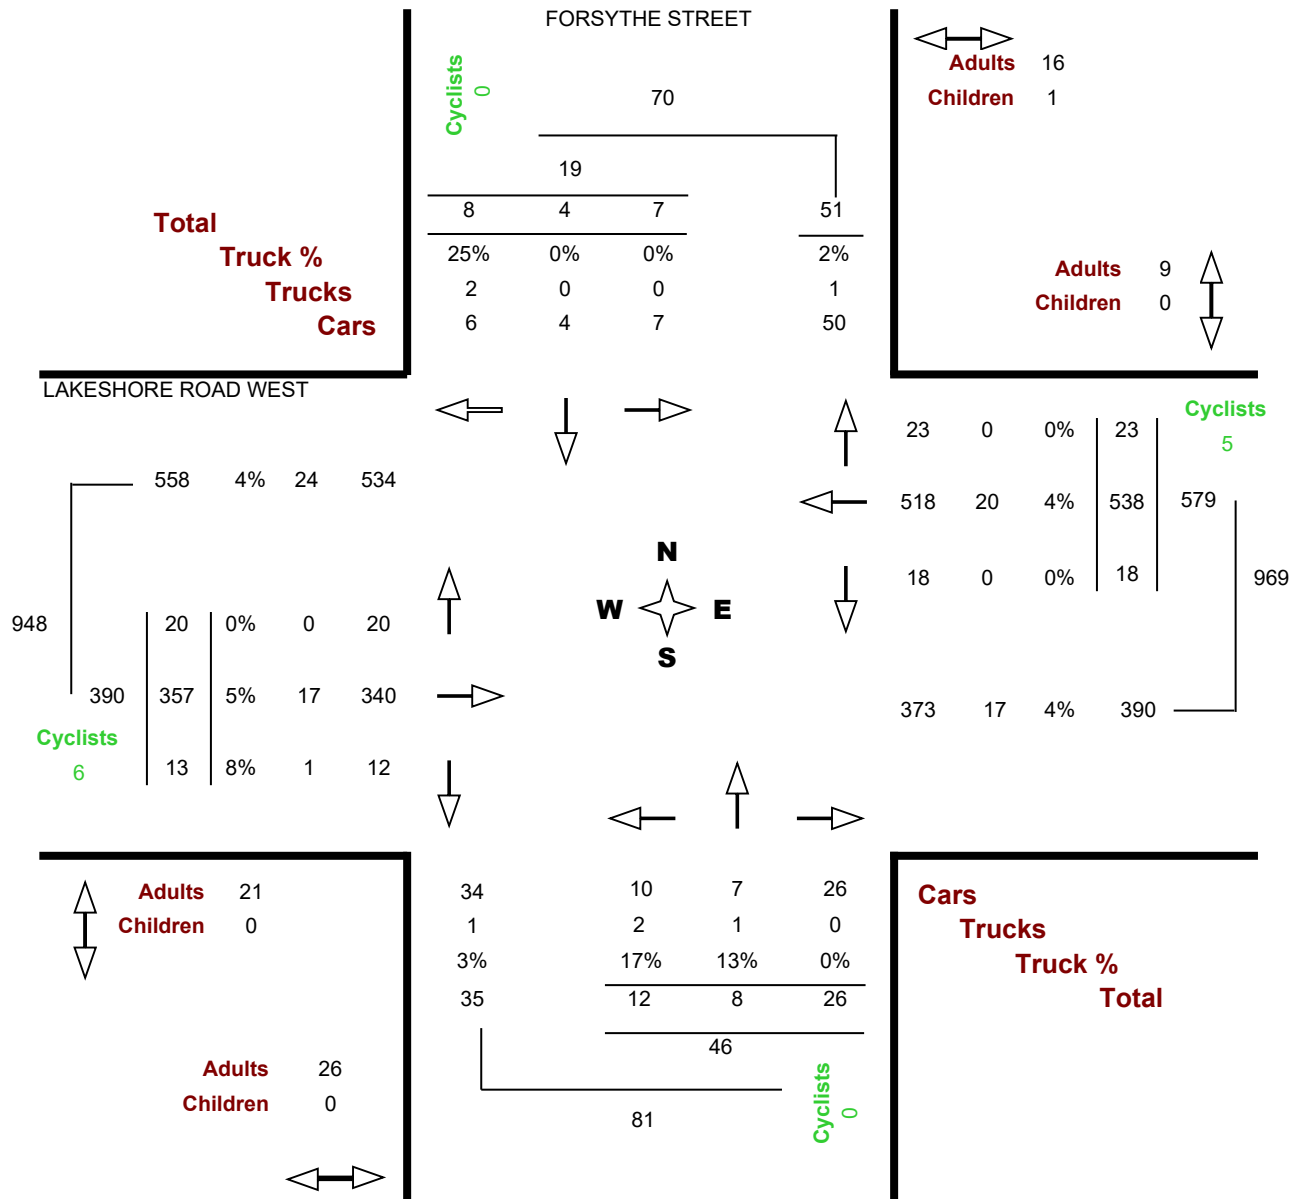 FORSYTHE STREET
Cyclists
0
70
19
8 4 7 51
25% 0% 0% 2%
2 0 0 1
6 4 7 50
Total
Truck %
Trucks
Cars
Adults 16
Children 1
Adults 9
Children 0
LAKESHORE ROAD WEST
558 4% 24 534
948
20 0% 0 20
390 357 5% 17 340
13 8% 1 12
Cyclists
6
N
W E
S
Cyclists
5
23 0 0% 23
518 20 4% 538 579
18 0 0% 18
969
373 17 4% 390
Adults 21
Children 0
Adults 26
Children 0
34 10 7 26
1 2 1 0
3% 17% 13% 0%
35 12 8 26
46
81
Cyclists
0
Cars
Trucks
Truck %
Total